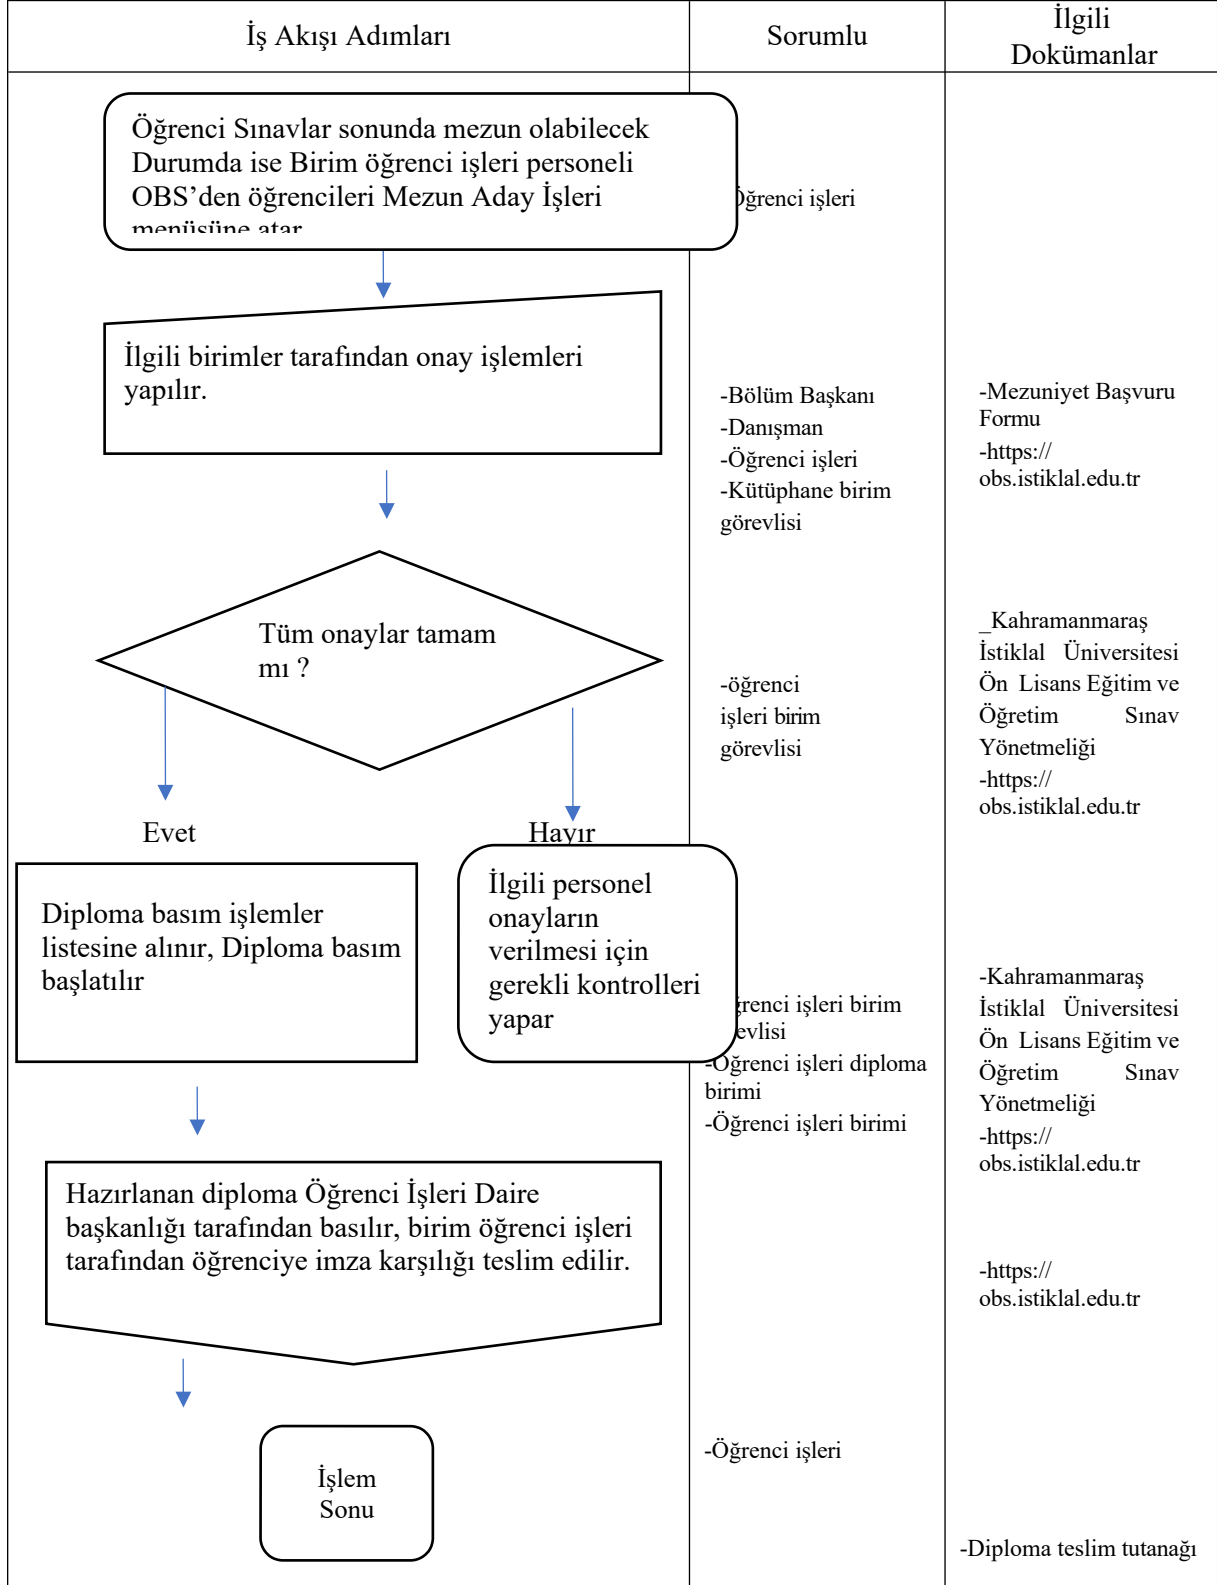 İş Akışı Adımları
Sorumlu
İlgili
Dokümanlar
Öğrenci Sınavlar sonunda mezun olabilecek
Durumda ise Birim öğrenci işleri personeli
OBS’den öğrencileri Mezun Aday İşleri
menüsüne atar
Öğrenci işleri
İlgili birimler tarafından onay işlemleri
yapılır.
-Bölüm Başkanı
-Danışman
-Öğrenci işleri
-Kütüphane birim
görevlisi
-Mezuniyet Başvuru
Formu
-https://
obs.istiklal.edu.tr
Tüm onaylar tamam
mı ?
-öğrenci
işleri birim
görevlisi
_Kahramanmaraş
İstiklal Üniversitesi
Ön Lisans Eğitim ve
Öğretim Sınav
Yönetmeliği
-https://
obs.istiklal.edu.tr
Evet
Hayır
Diploma basım işlemler
listesine alınır, Diploma basım
başlatılır
İlgili personel
onayların
verilmesi için
gerekli kontrolleri
yapar
ğrenci işleri birim
evlisi
-Öğrenci işleri diploma
birimi
-Öğrenci işleri birimi
-Kahramanmaraş
İstiklal Üniversitesi
Ön Lisans Eğitim ve
Öğretim Sınav
Yönetmeliği
-https://
obs.istiklal.edu.tr
Hazırlanan diploma Öğrenci İşleri Daire
başkanlığı tarafından basılır, birim öğrenci işleri
tarafından öğrenciye imza karşılığı teslim edilir.
-https://
obs.istiklal.edu.tr
İşlem
Sonu
-Öğrenci işleri
-Diploma teslim tutanağı